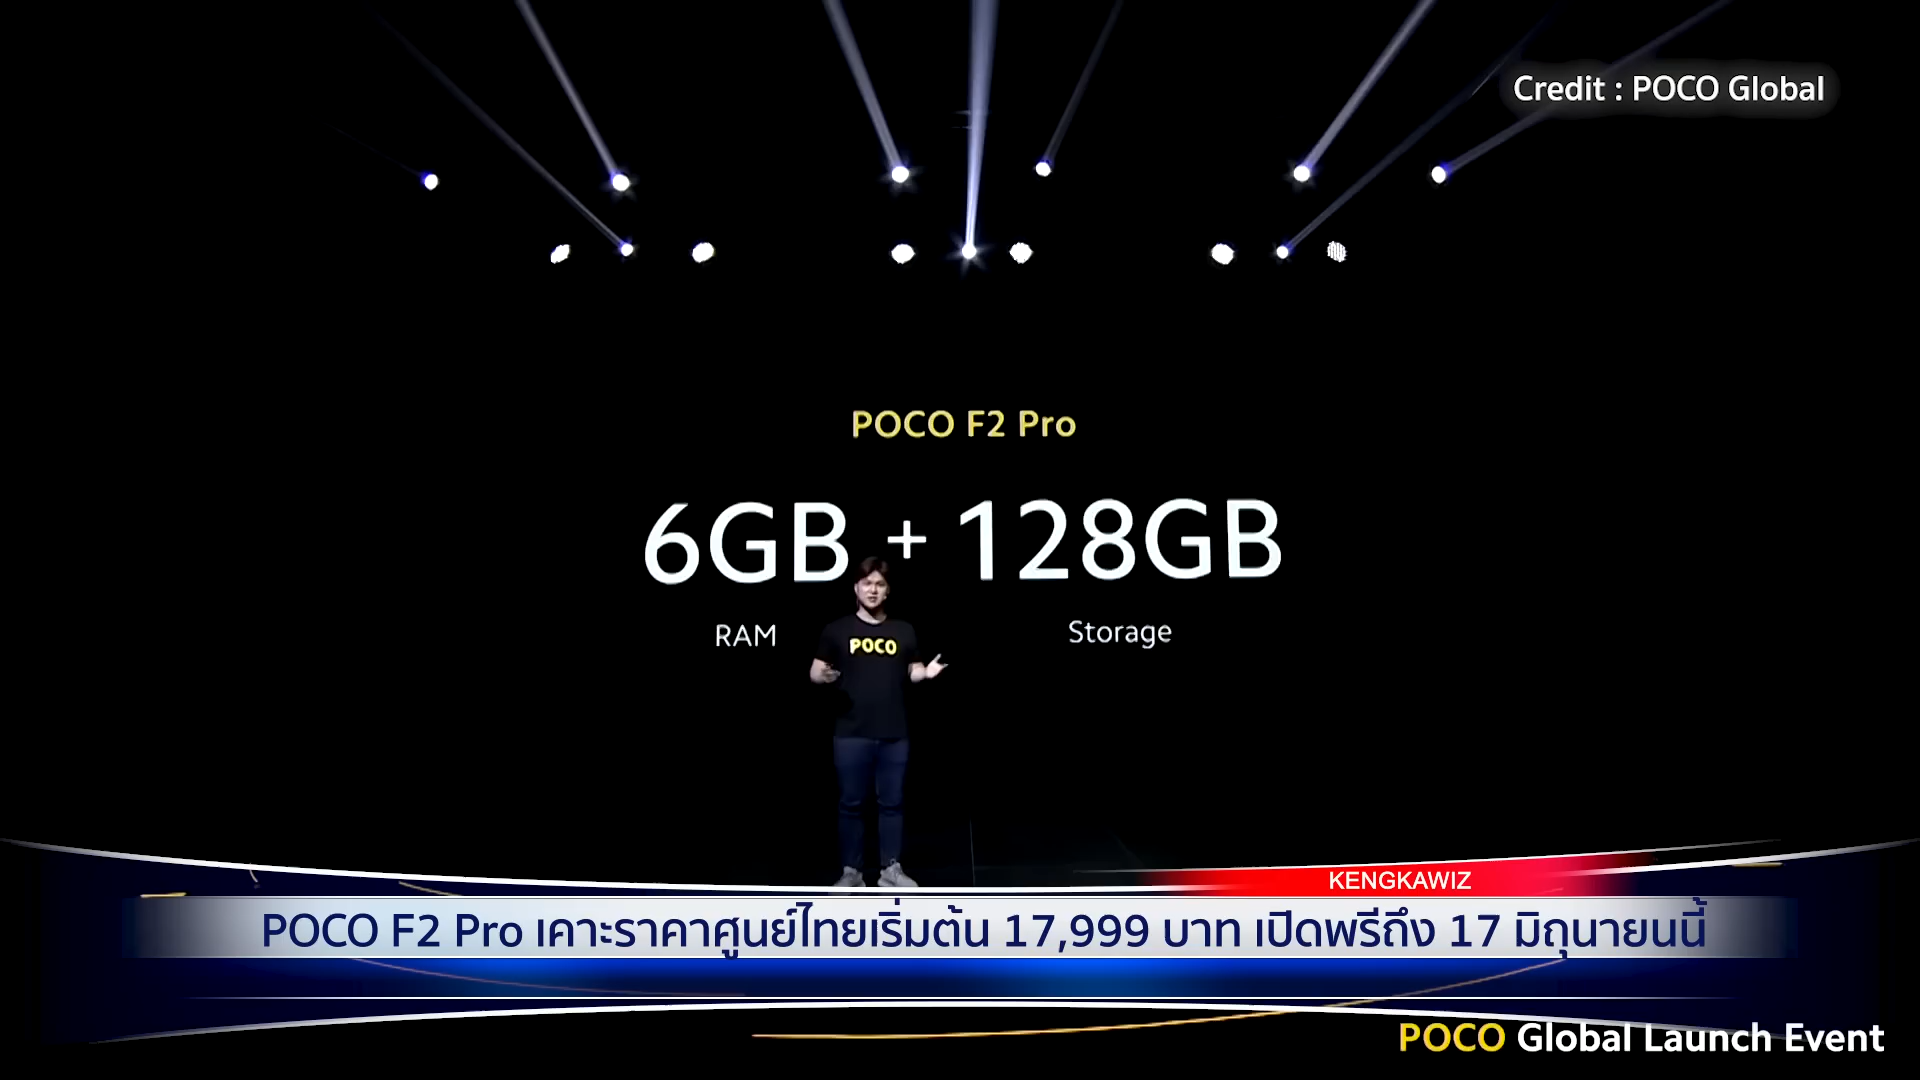 Credit : POCO Global
POCO F2 Pro
6GB + 128GB
RAM Storage
POCO
KENGKAWIZ
POCO F2 Pro เคาะราคาศูนย์ไทยเริ่มต้น 17,999 บาท เปิดพรีถึง 17 มิถุนายนนี้
POCO Global Launch Event